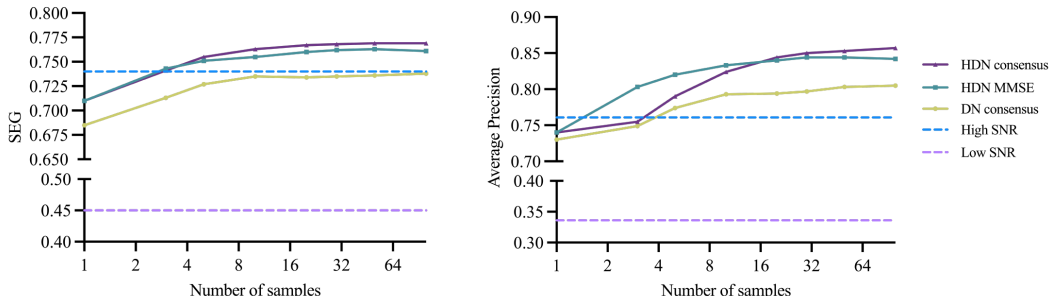 SEG
0.800
0.775
0.750
0.725
0.700
0.675
0.650
0.50
0.45
0.40
1 2 4 8 16 32 64
Number of samples
Average Precision
0.90
0.85
0.80
0.75
0.70
0.40
0.35
0.30
1 2 4 8 16 32 64
Number of samples
HDN consensus
HDN MMSE
DN consensus
High SNR
Low SNR